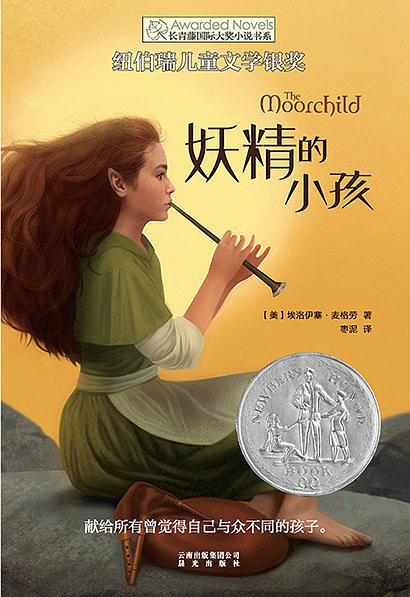 Awarded Novels
长青藤国际大奖小说书系
纽伯瑞儿童文学银奖
The
Moorchild
妖精的
小孩
【美】埃洛伊塞·麦格劳 著
枣泥 译
NEWBERY HONOR
BOOK
献给所有曾觉得自己与众不同的孩子。
云南出版集团公司
晨光出版社